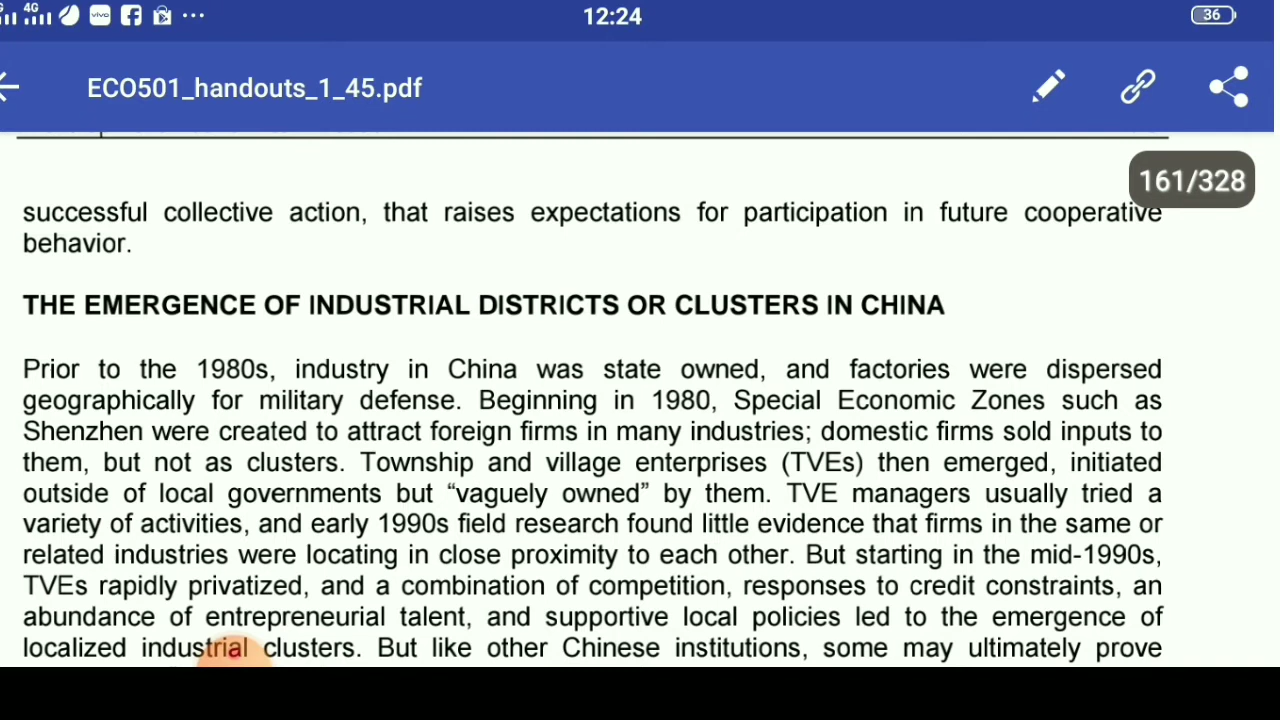 4G
vivo
12:24
36
ECO501_handouts_1_45.pdf
161/328
successful collective action, that raises expectations for participation in future cooperative
behavior.
THE EMERGENCE OF INDUSTRIAL DISTRICTS OR CLUSTERS IN CHINA
Prior to the 1980s, industry in China was state owned, and factories were dispersed
geographically for military defense. Beginning in 1980, Special Economic Zones such as
Shenzhen were created to attract foreign firms in many industries; domestic firms sold inputs to
them, but not as clusters. Township and village enterprises (TVEs) then emerged, initiated
outside of local governments but “vaguely owned” by them. TVE managers usually tried a
variety of activities, and early 1990s field research found little evidence that firms in the same or
related industries were locating in close proximity to each other. But starting in the mid-1990s,
TVEs rapidly privatized, and a combination of competition, responses to credit constraints, an
abundance of entrepreneurial talent, and supportive local policies led to the emergence of
localized industrial clusters. But like other Chinese institutions, some may ultimately prove